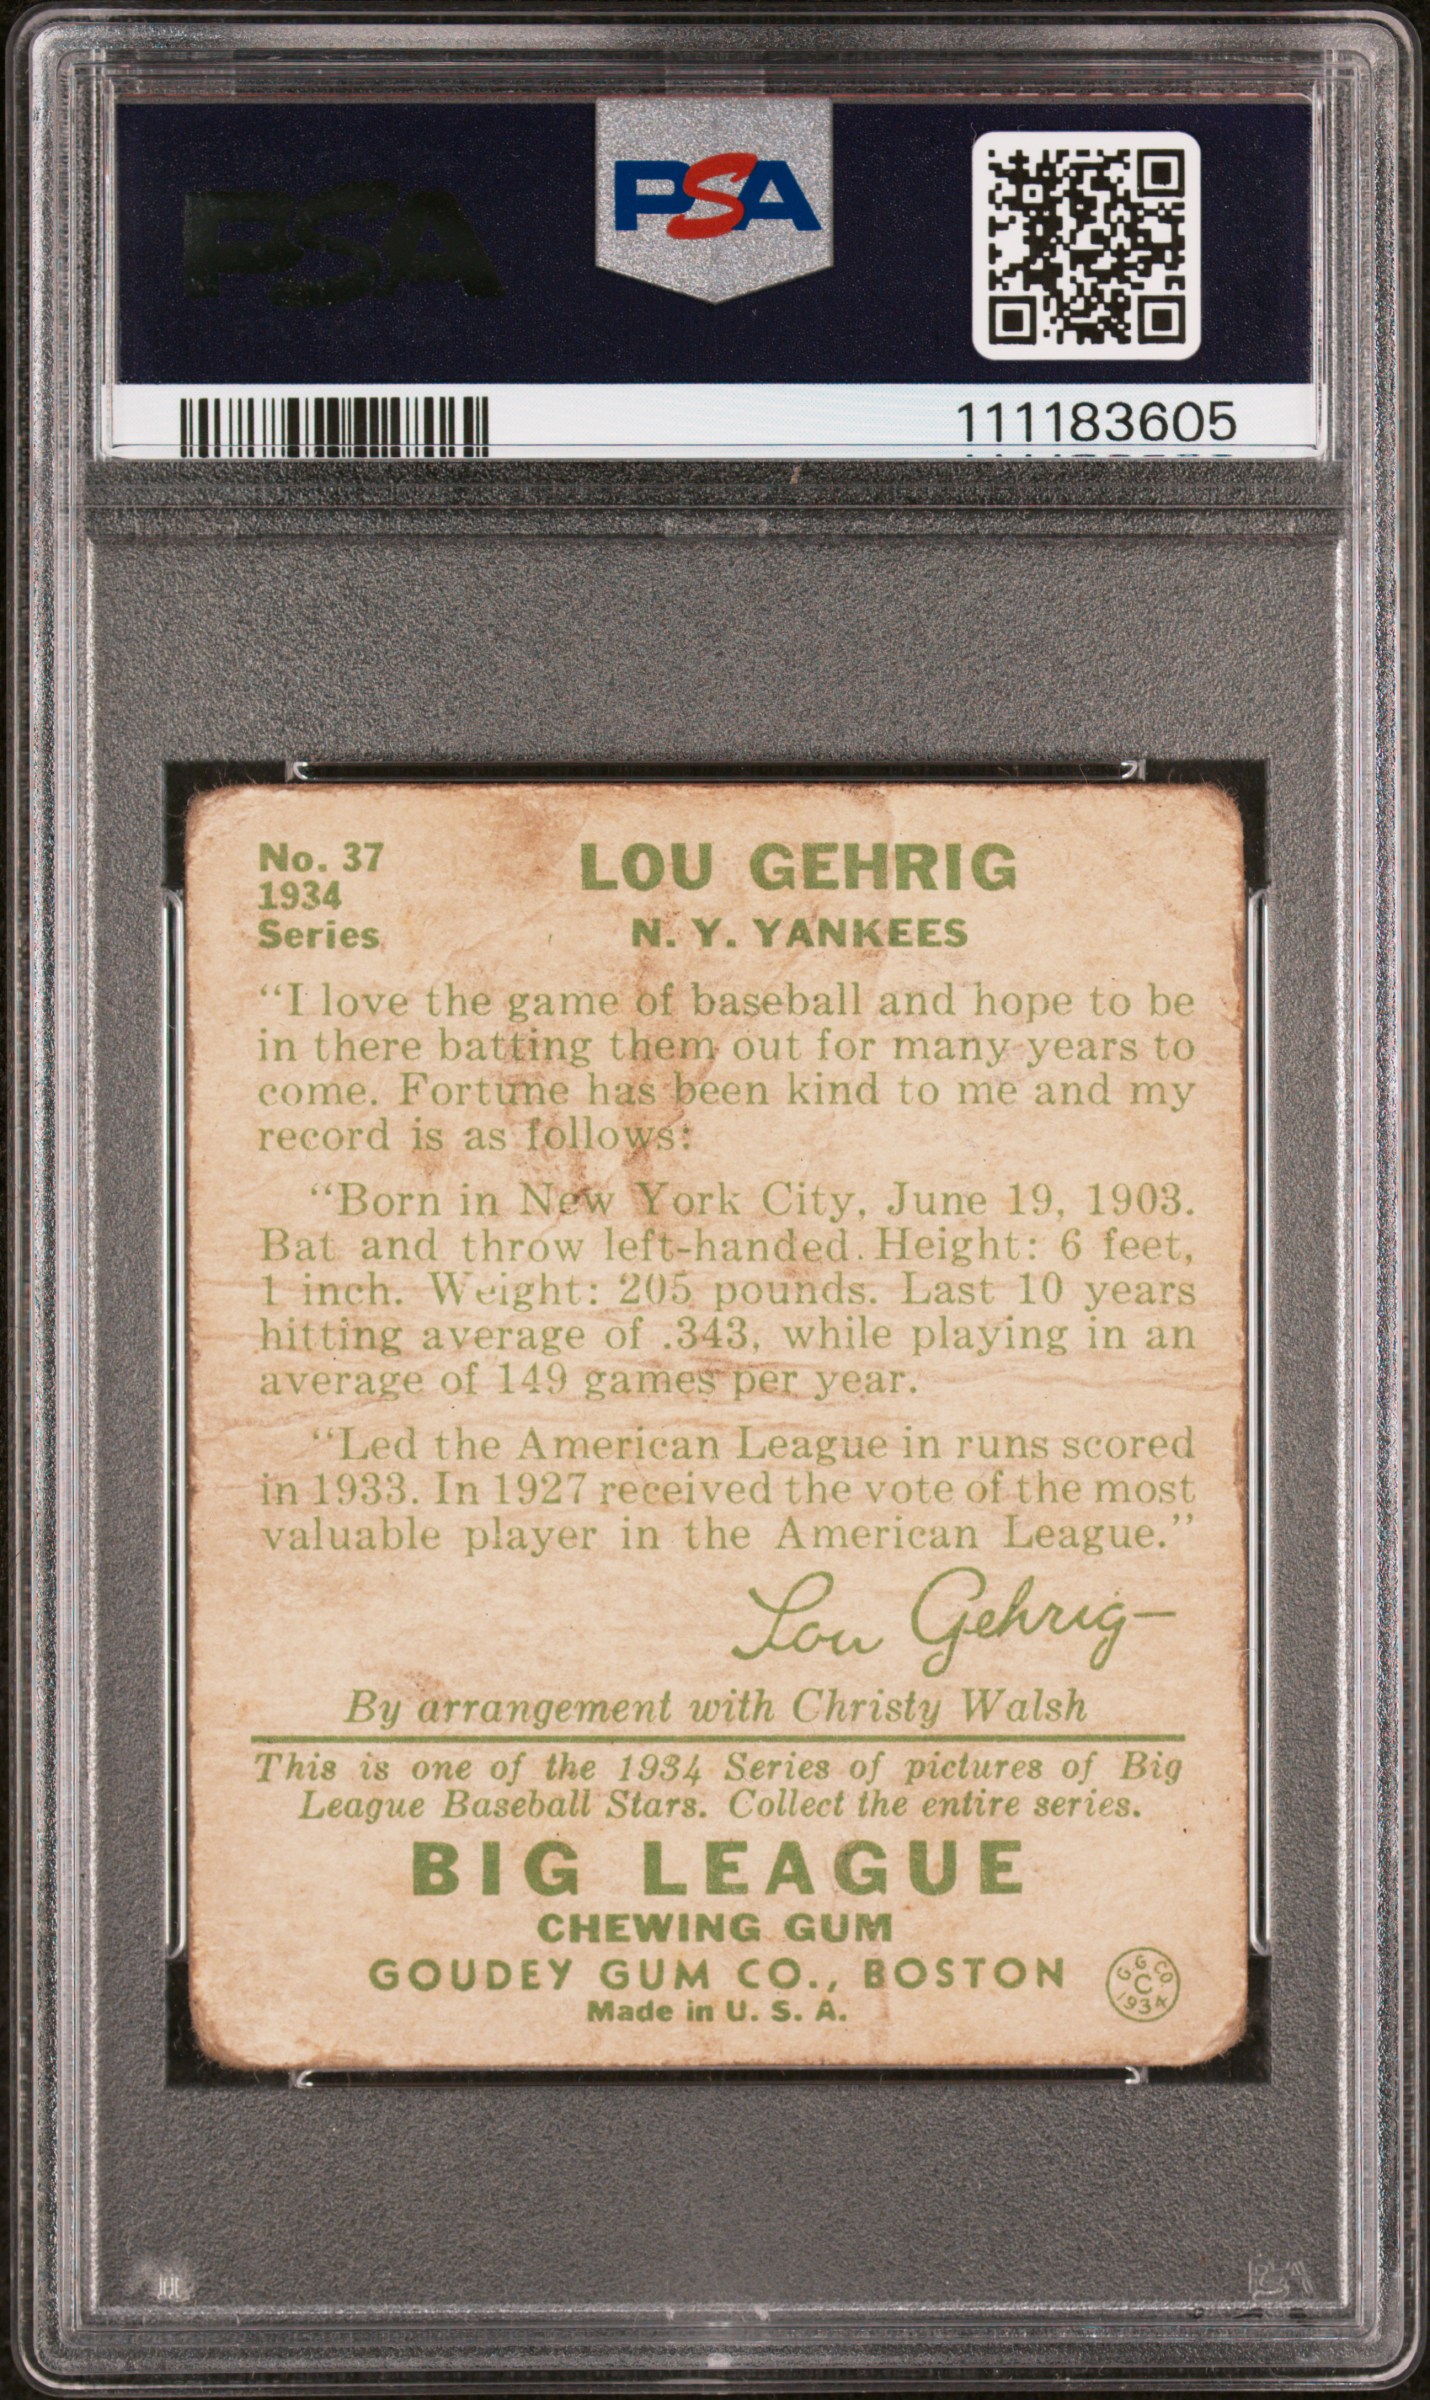 PSA
PSA
111183605
No. 37
1934
Series
LOU GEHRIG
N. Y. YANKEES
“I love the game of baseball and hope to be
in there batting them out for many years to
come. Fortune has been kind to me and my
record is as follows:
“Born in New York City, June 19, 1903.
Bat and throw left-handed. Height: 6 feet,
1 inch. Weight: 205 pounds. Last 10 years
hitting average of .343, while playing in an
average of 149 games per year.
“Led the American League in runs scored
in 1933. In 1927 received the vote of the most
valuable player in the American League.”
Lou Gehrig
By arrangement with Christy Walsh
This is one of the 1934 Series of pictures of Big
League Baseball Stars. Collect the entire series.
BIG LEAGUE
CHEWING GUM
GOUDEY GUM CO., BOSTON
Made in U. S. A.
G. G. CO.
C
1934